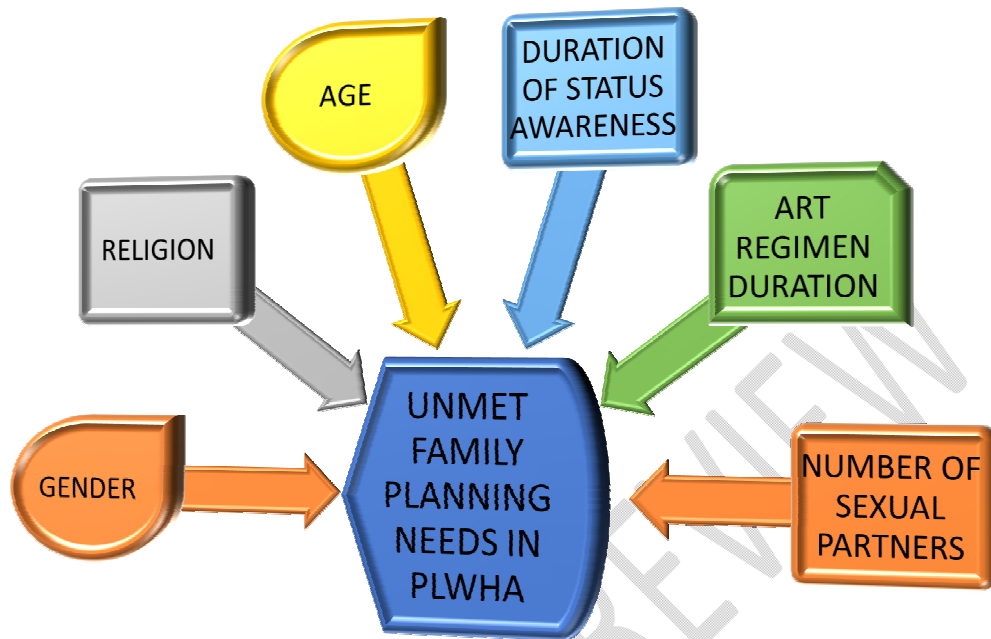 AGE
DURATION
OF STATUS
AWARENESS
RELIGION
ART
REGIMEN
DURATION
GENDER
UNMET
FAMILY
PLANNING
NEEDS IN
PLWHA
NUMBER OF
SEXUAL
PARTNERS
REVIEW